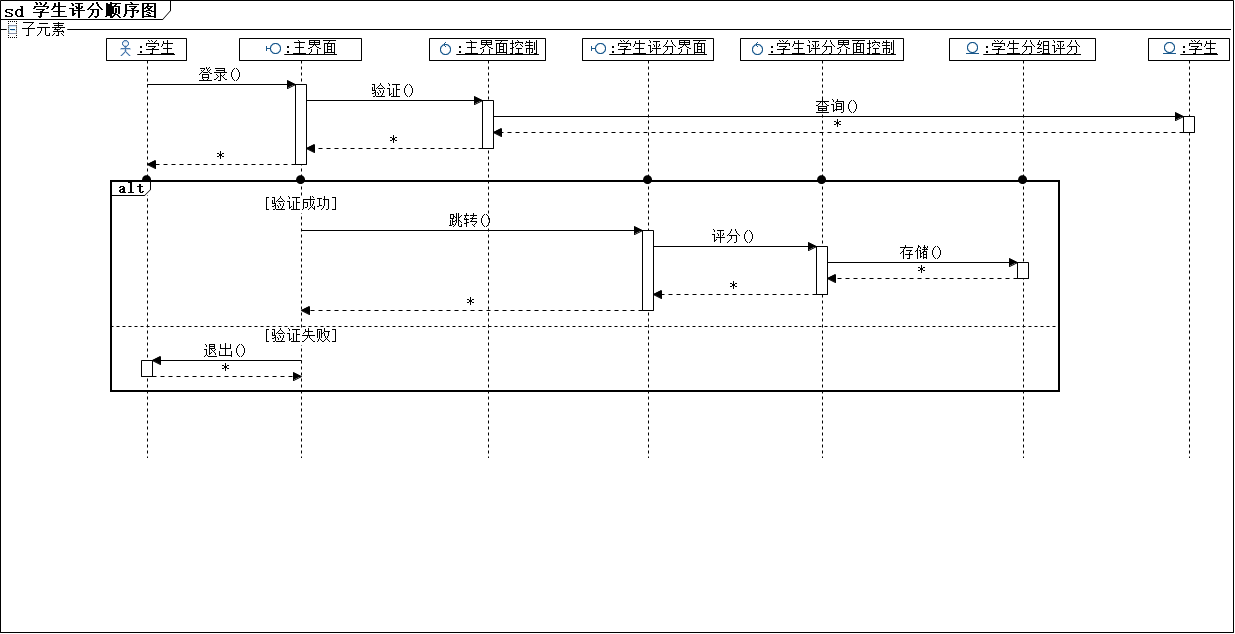 sd 学生评分顺序图
子元素
:学生
:主界面
:主界面控制
:学生评分界面
:学生评分界面控制
:学生分组评分
:学生
登录()
验证()
查询()
*
*
*
alt
[验证成功]
跳转()
评分()
存储()
*
*
*
[验证失败]
退出()
*